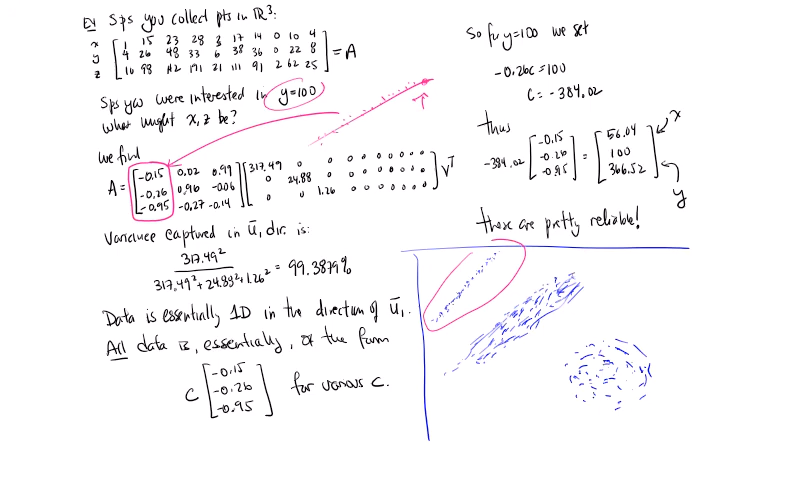 Ex Sps you collected pts in ℝ³:
x [ 1 15 23 28 3 17 14 0 10 4
y 4 26 48 33 6 38 36 0 22 8 ] = A
z 10 98 112 171 21 111 91 2 62 25
Sps you were interested in y=100
what might x, z be?
We find
A = [ -0.15 0.02 0.99
-0.26 0.96 -0.06
-0.95 -0.27 -0.14 ] [ 317.49 0 0 0 0 0 0 0 0 0
0 24.88 0 0 0 0 0 0 0 0
0 0 1.26 0 0 0 0 0 0 0 ] Vᵀ
Variance captured in ū, dir. is:
317.49² / 317.49² + 24.88² + 1.26² = 99.3879%
Data is essentially 1D in the direction of ū₁.
All data is, essentially, of the form
C [ -0.15
-0.26
-0.95 ] for various c.
So for y=100 we set
-0.26c = 100
C = -384.02
thus
-384.02 [ -0.15
-0.26
-0.95 ] = [ 56.04
100
366.52 ]
x
y
these are pretty reliable!